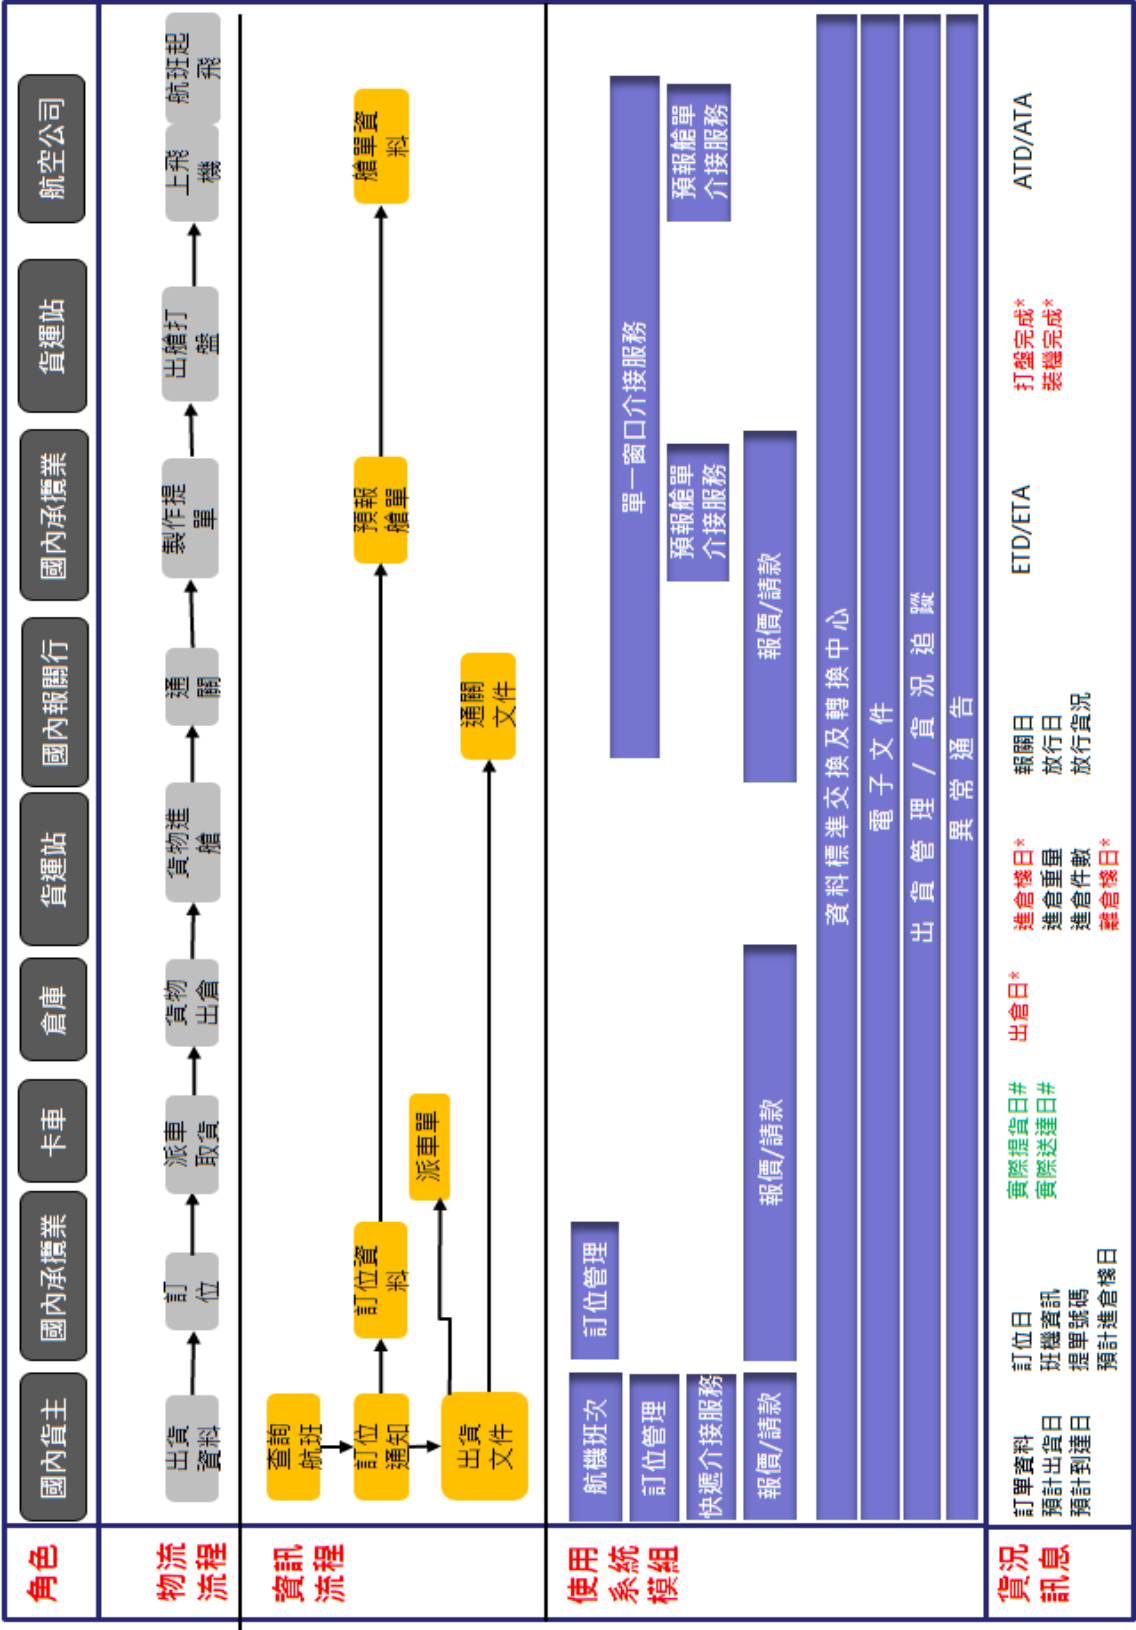 角色
國內貨主
國內承攬業
卡車
倉庫
貨運站
國內報關行
國內承攬業
貨運站
航空公司
物流
流程
出貨
資料
訂
位
派車
取貨
貨物
出倉
貨物進
艙
通
關
製作提
單
出艙打
盤
上飛
機
航班起
飛
資訊
流程
查詢
航班
訂位
通知
出貨
文件
訂位資
料
派車單
通關
文件
預報
艙單
艙單資
料
使用
系統
模組
航機班次
訂位管理
快遞介接服務
報價/請款
訂位管理
報價/請款
報價/請款
單一窗口介接服務
預報艙單
介接服務
預報艙單
介接服務
資料標準交換及轉換中心
電子文件
出貨管理/貨況追蹤
異常通告
貨況
訊息
訂單資料
預計出貨日
預計到達日
訂位日
班機資訊
提單號碼
預計進倉棧日
實際提貨日#
實際送達日#
出倉日*
進倉棧日*
進倉重量
進倉件數
離倉棧日*
報關日
放行日
放行貨況
ETD/ETA
打盤完成*
裝機完成*
ATD/ATA